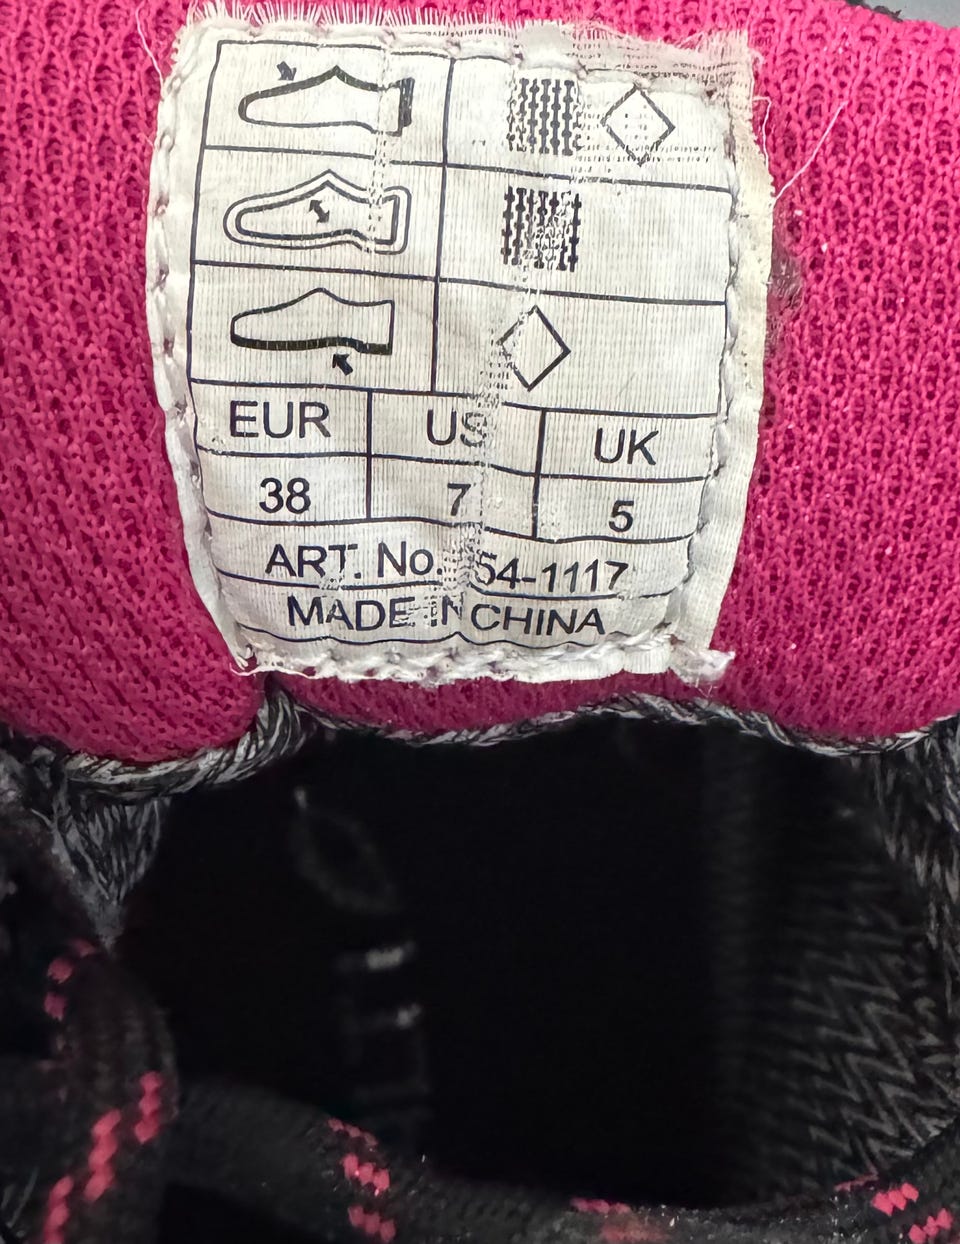 EUR US UK
38 7 5
ART. No. 54-1117
MADE IN CHINA